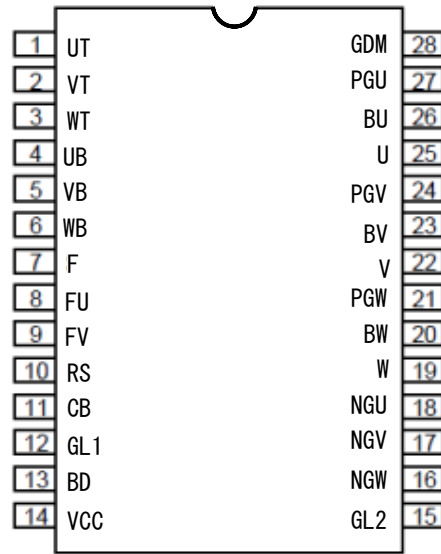 1 UT GDM 28
2 VT PGU 27
3 WT BU 26
4 UB U 25
5 VB PGV 24
6 WB BV 23
7 F V 22
8 FU PGW 21
9 FV BW 20
10 RS W 19
11 CB NGU 18
12 GL1 NGV 17
13 BD NGW 16
14 VCC GL2 15